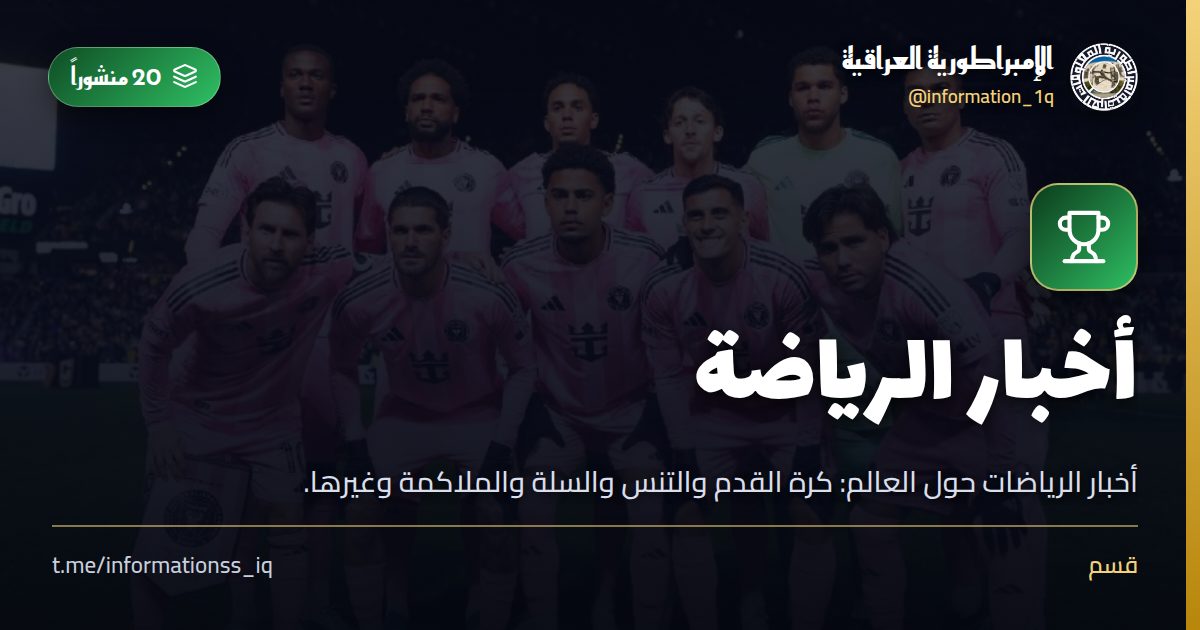 الإمبراطورية العراقية
@information_1q
20 منشوراً
أخبار الرياضة
أخبار الرياضات حول العالم: كرة القدم والتنس والسلة والملاكمة وغيرها.
قسم
t.me/informationss_iq
Gro